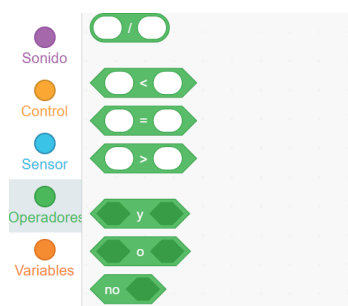 Sonido
Control
Sensor
Operadores
Variables
/
<
=
>
y
o
no